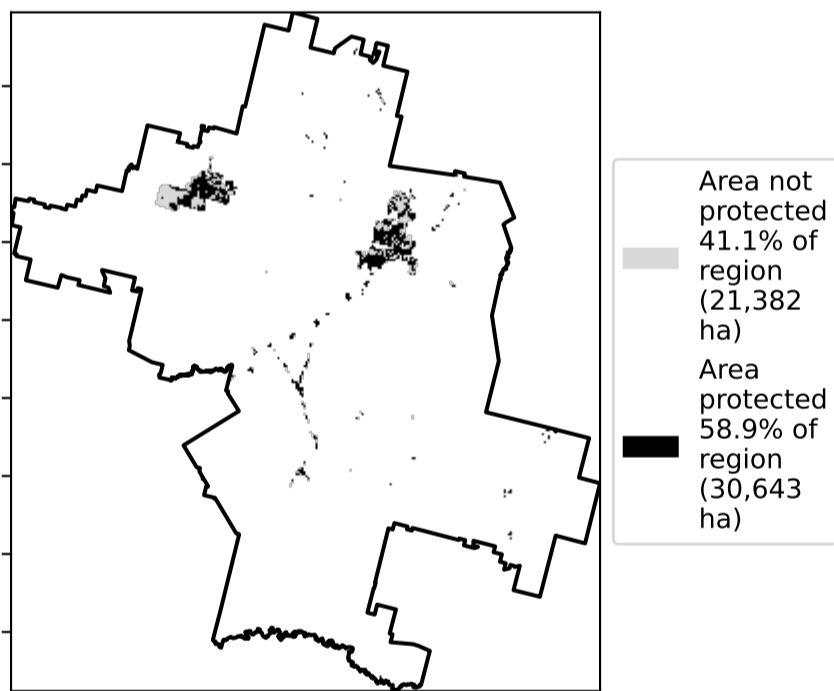 Area not
protected
41.1% of
region
(21,382
ha)
Area
protected
58.9% of
region
(30,643
ha)